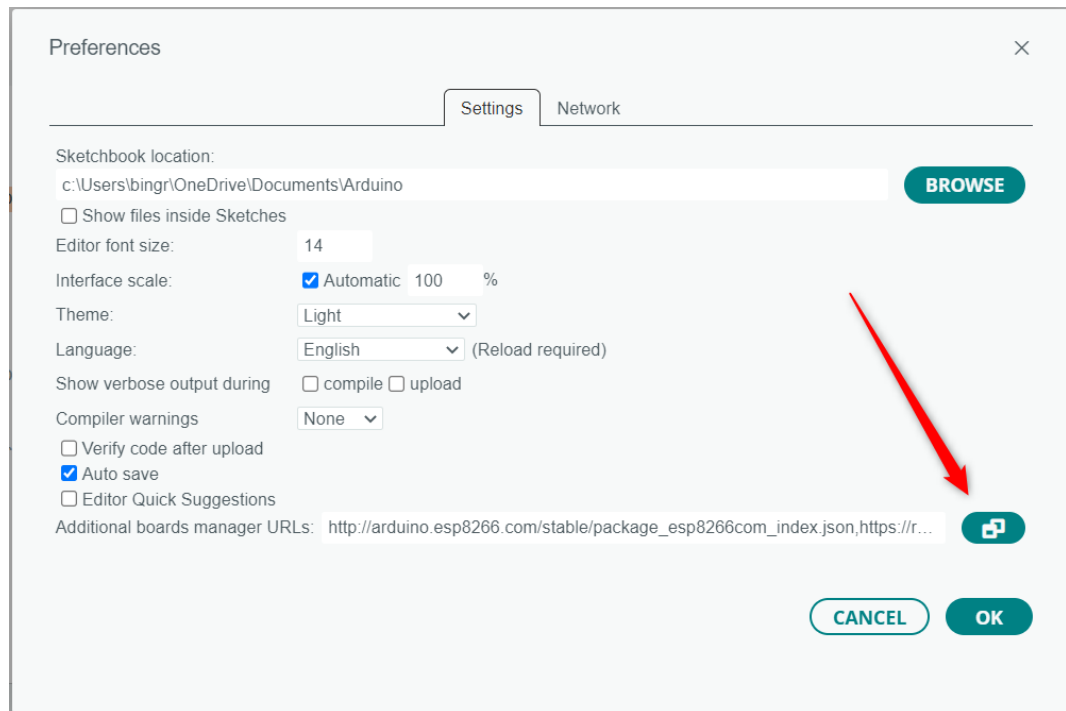 Preferences
Settings Network
Sketchbook location:
c:\Users\bingr\OneDrive\Documents\Arduino BROWSE
Show files inside Sketches
Editor font size: 14
Interface scale: Automatic 100 %
Theme: Light
Language: English (Reload required)
Show verbose output during compile upload
Compiler warnings None
Verify code after upload
Auto save
Editor Quick Suggestions
Additional boards manager URLs: http://arduino.esp8266.com/stable/package_esp8266com_index.json,https://r...
CANCEL OK